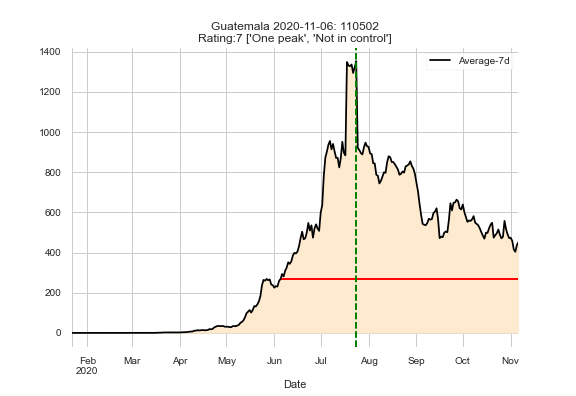 Guatemala 2020-11-06: 110502
Rating:7 ['One peak', 'Not in control']
Average-7d
1400
1200
1000
800
600
400
200
0
Feb
2020
Mar
Apr
May
Jun
Jul
Aug
Sep
Oct
Nov
Date